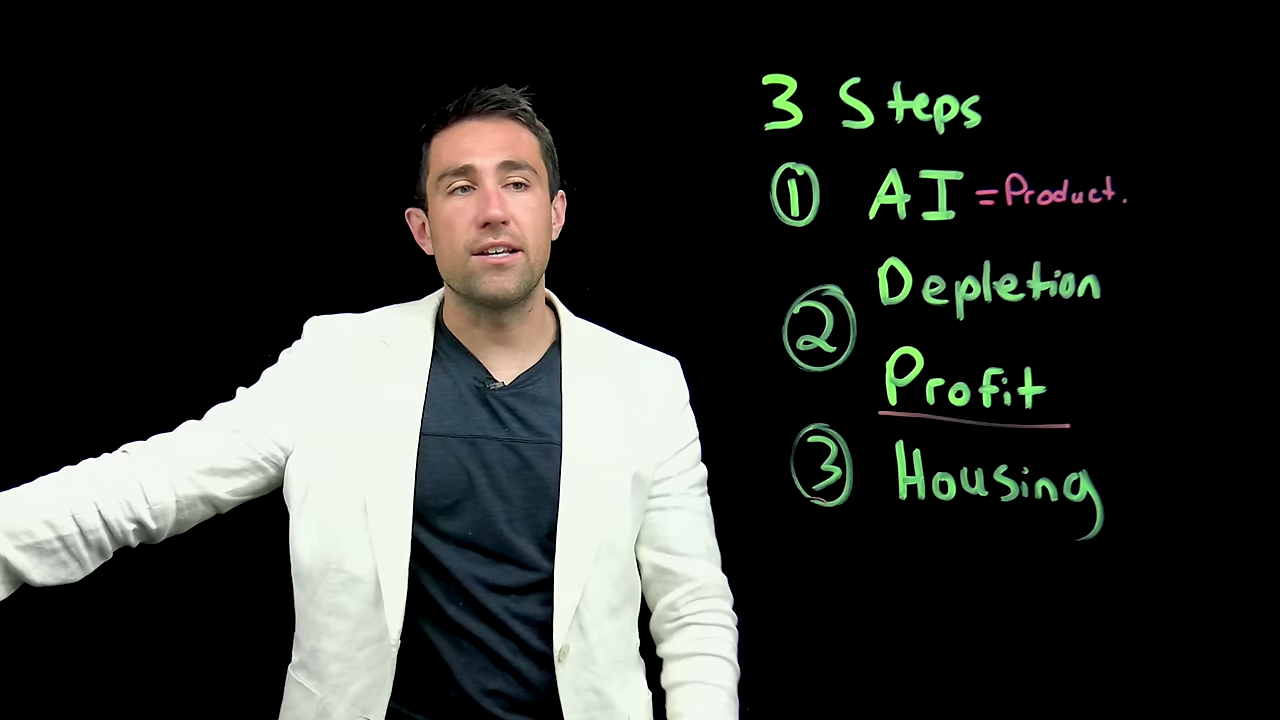 3 Steps
① AI = Product.
② Depletion
Profit
③ Housing